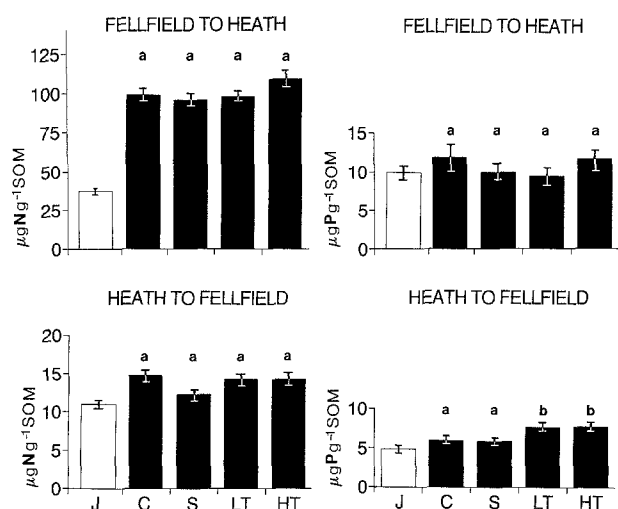 FELLFIELD TO HEATH
125
100
75
50
25
µgNg⁻¹SOM
a a a a
FELLFIELD TO HEATH
15
10
5
µgPg⁻¹SOM
a a a a
HEATH TO FELLFIELD
20
15
10
5
0
µgNg⁻¹SOM
a a a a
J C S LT HT
HEATH TO FELLFIELD
10
5
0
µgPg⁻¹SOM
a a b b
J C S LT HT